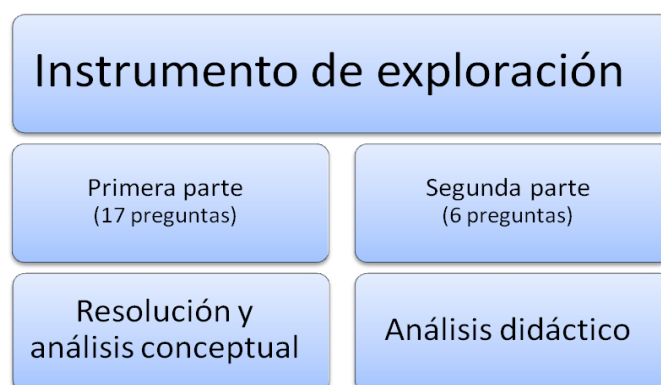 Instrumento de exploración
Primera parte
(17 preguntas)
Segunda parte
(6 preguntas)
Resolución y
análisis conceptual
Análisis didáctico